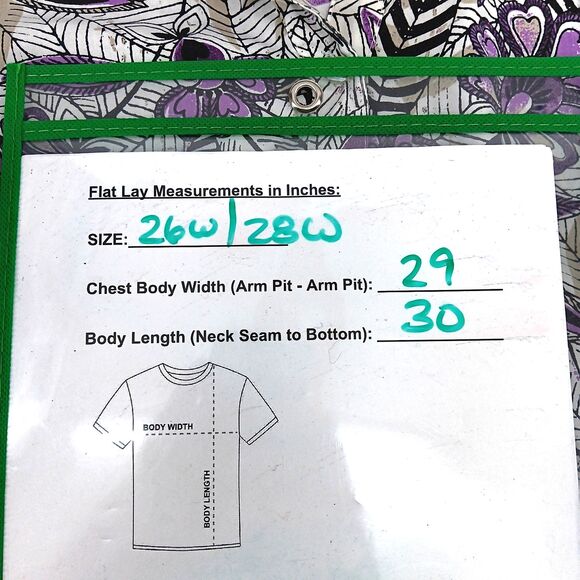 Flat Lay Measurements in Inches:
SIZE: 26W/28W
Chest Body Width (Arm Pit - Arm Pit): 29
Body Length (Neck Seam to Bottom): 30
BODY WIDTH
BODY LENGTH